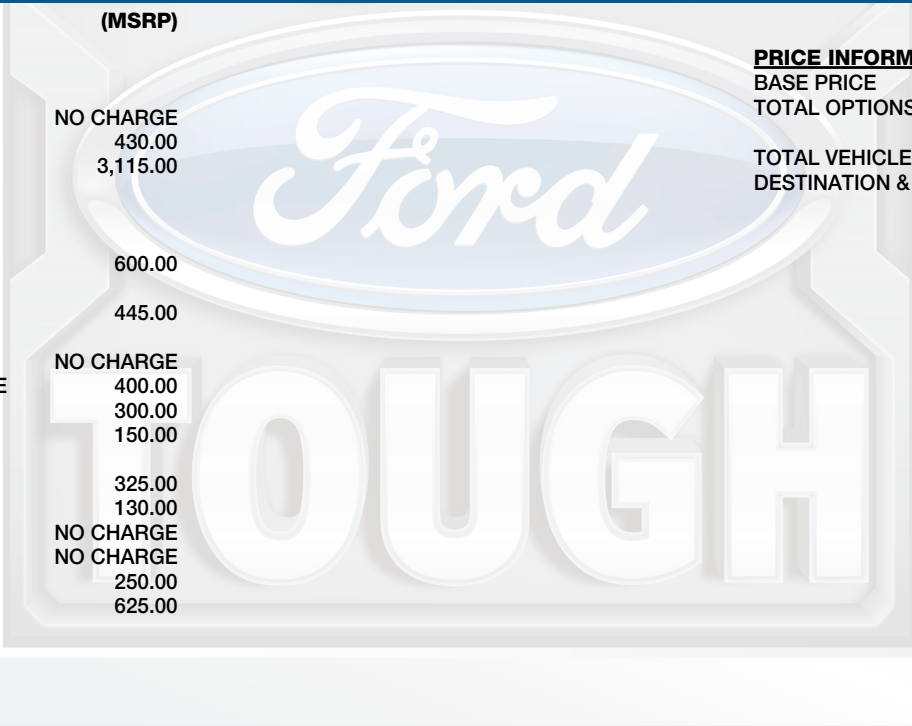 (MSRP)
NO CHARGE
430.00
3,115.00
600.00
445.00
NO CHARGE
E 400.00
300.00
150.00
325.00
130.00
NO CHARGE
NO CHARGE
250.00
625.00
PRICE INFORM
BASE PRICE
TOTAL OPTIONS
TOTAL VEHICLE
DESTINATION &
Ford
TOUGH